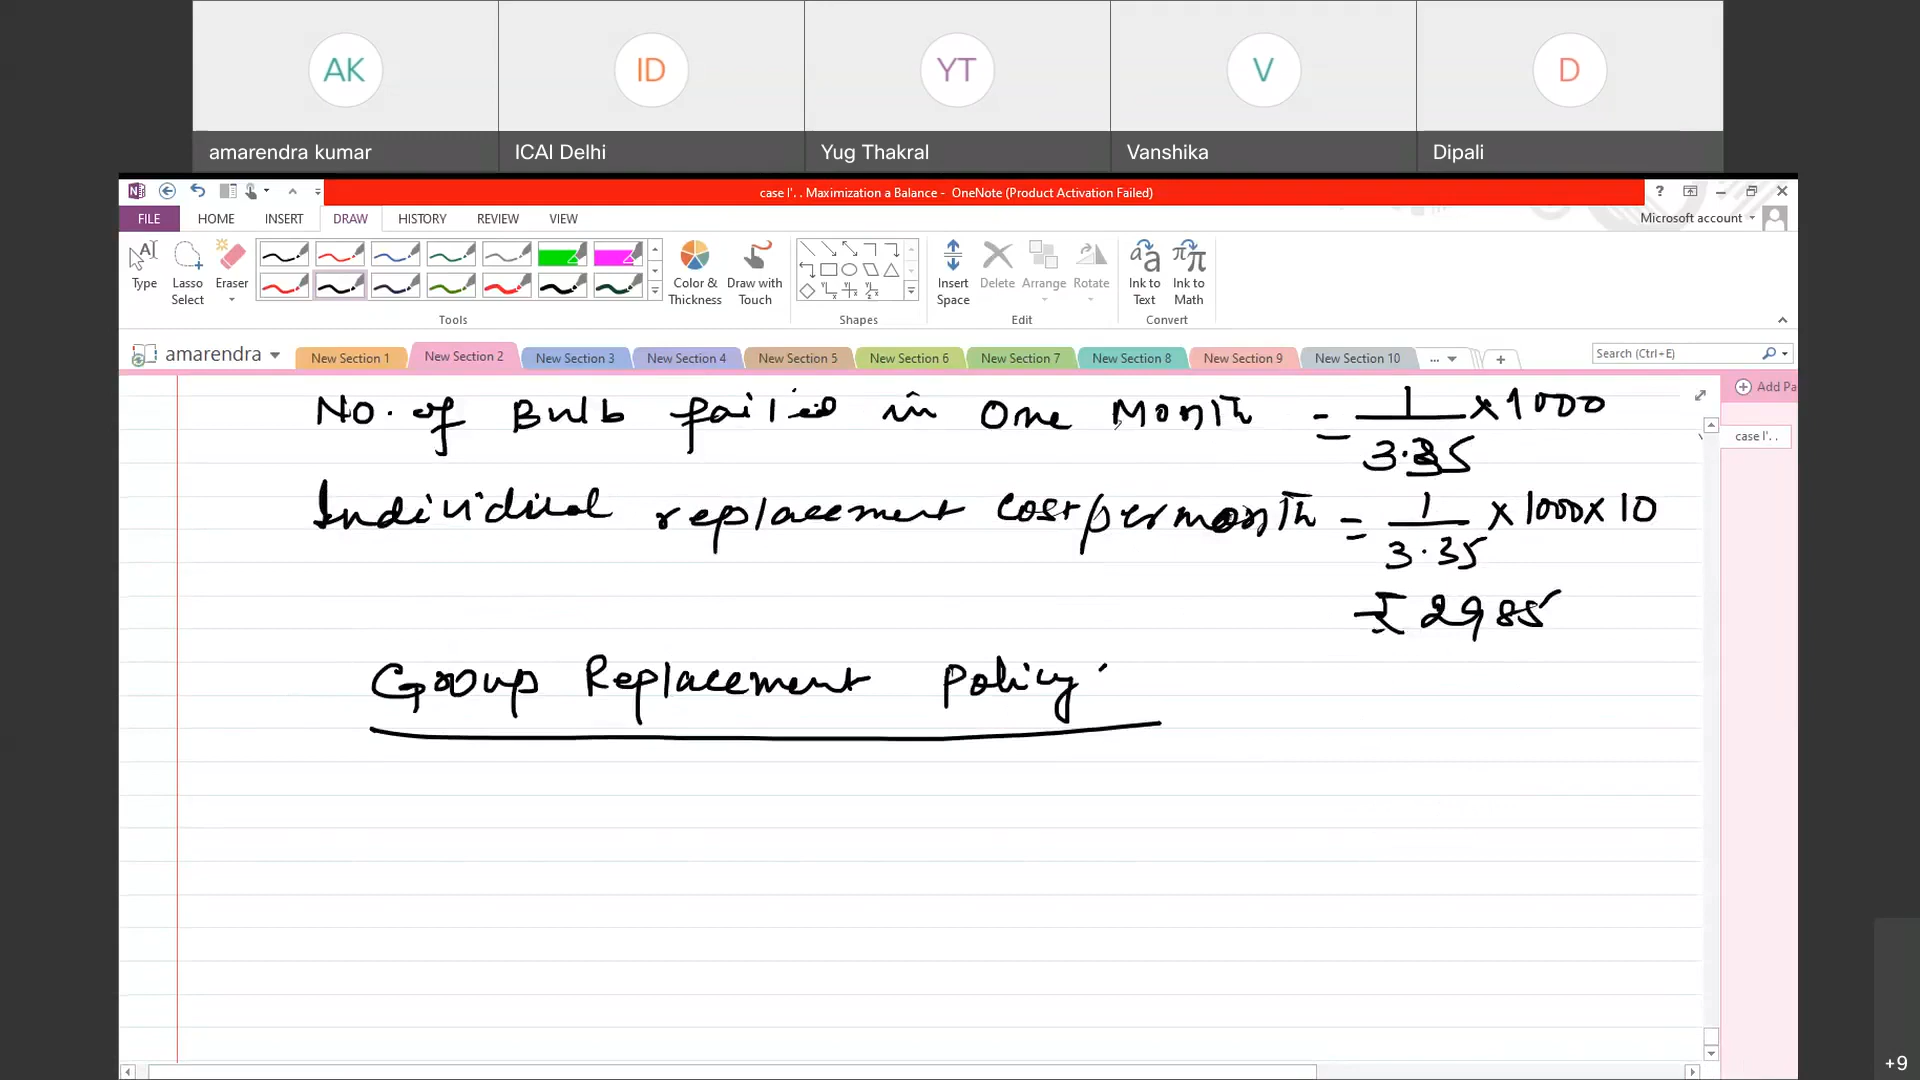 AK ID YT V D
amarendra kumar ICAI Delhi Yug Thakral Vanshika Dipali
case I'. . Maximization a Balance - OneNote (Product Activation Failed) ?
FILE HOME INSERT DRAW HISTORY REVIEW VIEW Microsoft account
Type Lasso Select Eraser Color & Thickness Draw with Touch Insert Space Delete Arrange Rotate Ink to Text Ink to Math
Tools Shapes Edit Convert
amarendra New Section 1 New Section 2 New Section 3 New Section 4 New Section 5 New Section 6 New Section 7 New Section 8 New Section 9 New Section 10 ... Search (Ctrl+E)
Add Pa
case I'. .
No. of Bulb failed in One Month = 1/3.35 × 1000
Individual replacement cost/per month = 1/3.35 × 1000 × 10
= ₹ 2985
Group Replacement Policy
+9